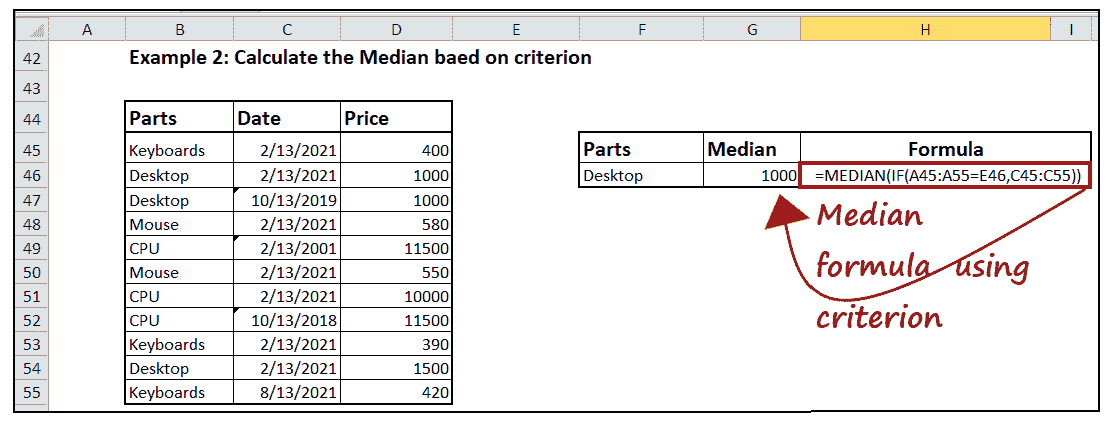 A B C D E F G H I
42 Example 2: Calculate the Median baed on criterion
43
44 Parts Date Price
45 Keyboards 2/13/2021 400 Parts Median Formula
46 Desktop 2/13/2021 1000 Desktop 1000 =MEDIAN(IF(A45:A55=E46,C45:C55))
47 Desktop 10/13/2019 1000
48 Mouse 2/13/2021 580
49 CPU 2/13/2001 11500
50 Mouse 2/13/2021 550
51 CPU 2/13/2021 10000
52 CPU 10/13/2018 11500
53 Keyboards 2/13/2021 390
54 Desktop 2/13/2021 1500
55 Keyboards 8/13/2021 420
Median
formula using
criterion